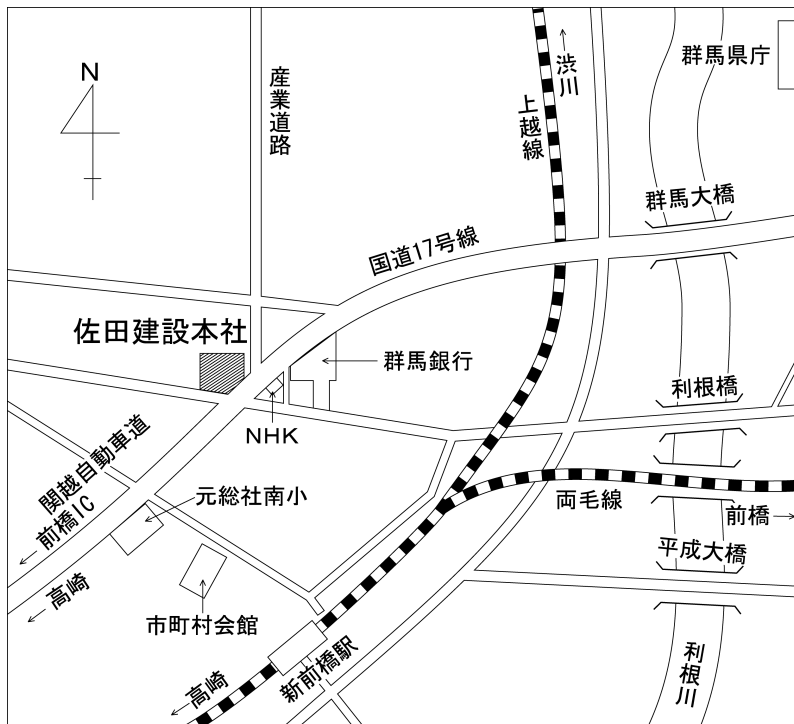 群馬県庁
N
渋川
産業道路
上越線
群馬大橋
国道17号線
佐田建設本社
群馬銀行
利根橋
NHK
関越自動車道
前橋IC
元総社南小
両毛線
前橋
平成大橋
高崎
市町村会館
新前橋駅
利根川
高崎